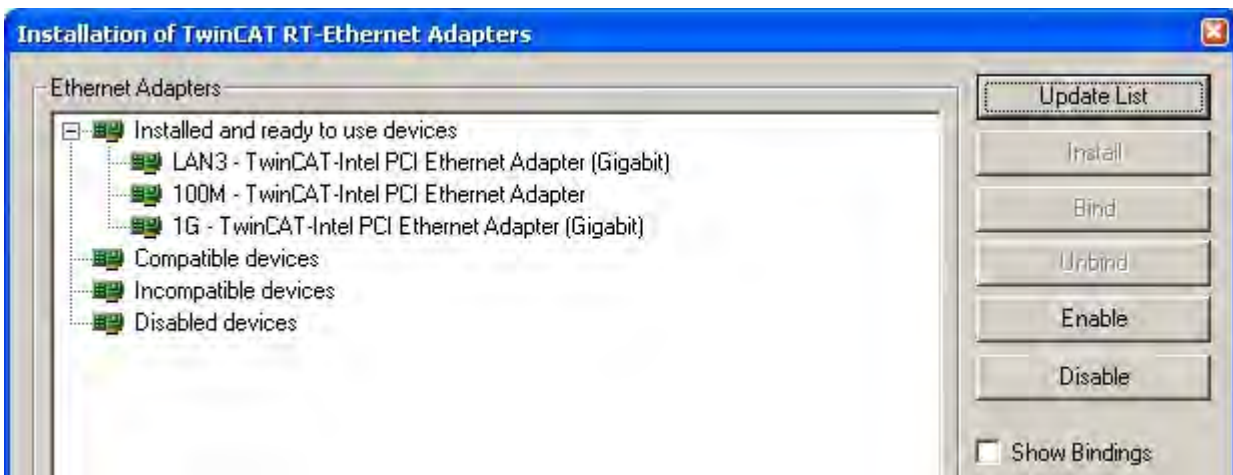 Installation of TwinCAT RT-Ethernet Adapters
Ethernet Adapters
Installed and ready to use devices
LAN3 - TwinCAT-Intel PCI Ethernet Adapter (Gigabit)
100M - TwinCAT-Intel PCI Ethernet Adapter
1G - TwinCAT-Intel PCI Ethernet Adapter (Gigabit)
Compatible devices
Incompatible devices
Disabled devices
Update List
Install
Bind
Unbind
Enable
Disable
Show Bindings